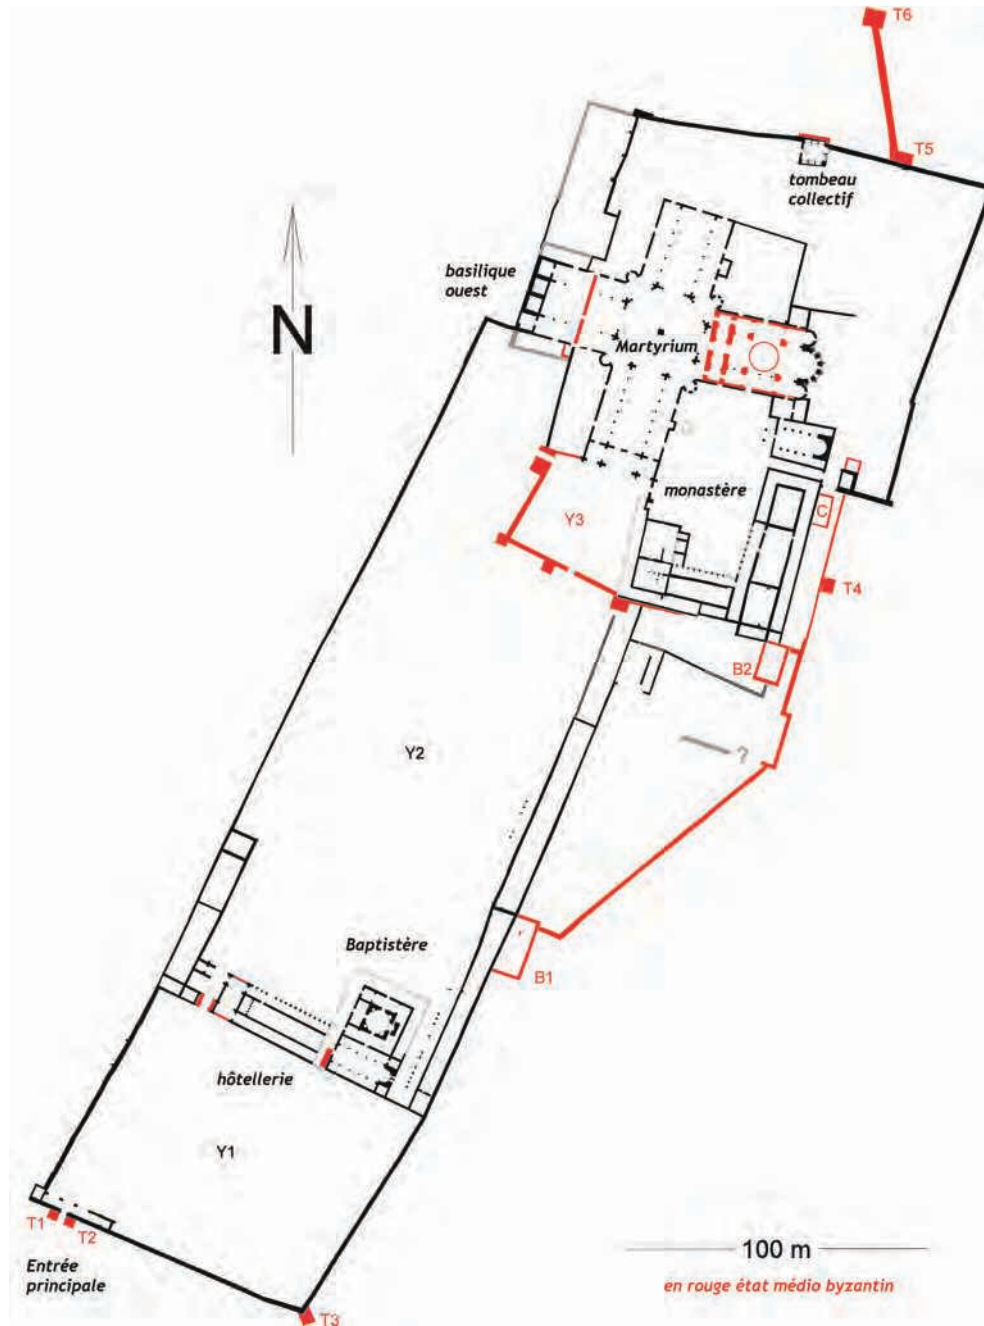 T6
T5
tombeau
collectif
basilique
ouest
N
Martyrium
monastère
C
Y3
T4
B2
Y2
?
Baptistère
B1
hôtellerie
Y1
T1
T2
Entrée
principale
100 m
en rouge état médio byzantin
T3